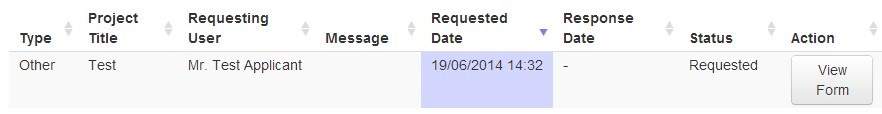 Type Project Title Requesting User Message Requested Date Response Date Status Action
Other Test Mr. Test Applicant 19/06/2014 14:32 - Requested View Form